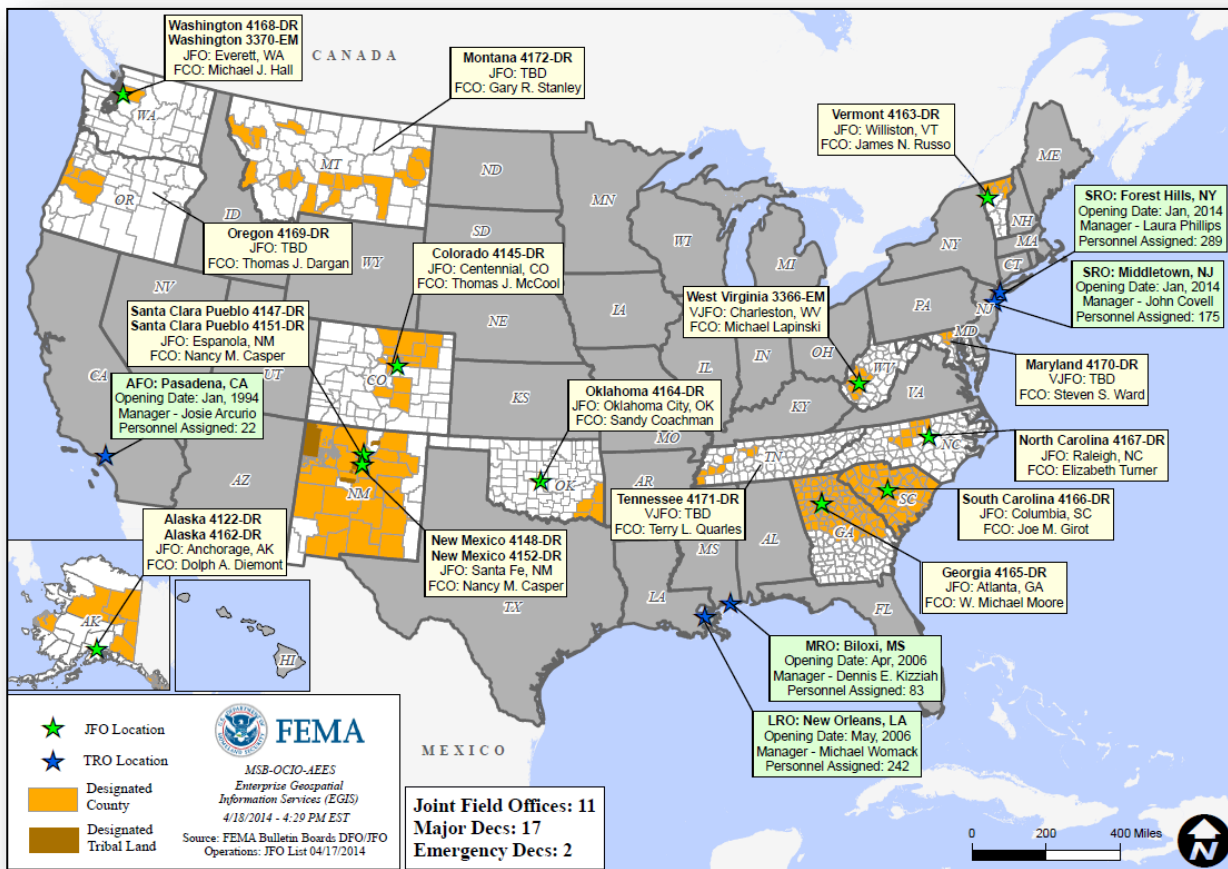 Washington 4168-DR
Washington 3370-EM
JFO: Everett, WA
FCO: Michael J. Hall
CANADA
Montana 4172-DR
JFO: TBD
FCO: Gary R. Stanley
Vermont 4163-DR
JFO: Williston, VT
FCO: James N. Russo
WA
MT
ND
MN
ME
OR
ID
SD
WI
MI
NY
NH
MA
CT
SRO: Forest Hills, NY
Opening Date: Jan, 2014
Manager - Laura Phillips
Personnel Assigned: 289
Oregon 4169-DR
JFO: TBD
FCO: Thomas J. Dargan
WY
Colorado 4145-DR
JFO: Centennial, CO
FCO: Thomas J. McCool
SRO: Middletown, NJ
Opening Date: Jan, 2014
Manager - John Covell
Personnel Assigned: 175
NV
NE
IA
PA
NJ
Santa Clara Pueblo 4147-DR
Santa Clara Pueblo 4151-DR
JFO: Espanola, NM
FCO: Nancy M. Casper
West Virginia 3366-EM
VJFO: Charleston, WV
FCO: Michael Lapinski
MD
Maryland 4170-DR
VJFO: TBD
FCO: Steven S. Ward
CA
UT
CO
KS
IL
IN
OH
WV
VA
KY
MO
AFO: Pasadena, CA
Opening Date: Jan, 1994
Manager - Josie Arcurio
Personnel Assigned: 22
Oklahoma 4164-DR
JFO: Oklahoma City, OK
FCO: Sandy Coachman
North Carolina 4167-DR
JFO: Raleigh, NC
FCO: Elizabeth Turner
AZ
NM
OK
AR
TN
NC
SC
Tennessee 4171-DR
VJFO: TBD
FCO: Terry L. Quarles
South Carolina 4166-DR
JFO: Columbia, SC
FCO: Joe M. Girot
Alaska 4122-DR
Alaska 4162-DR
JFO: Anchorage, AK
FCO: Dolph A. Diemont
New Mexico 4148-DR
New Mexico 4152-DR
JFO: Santa Fe, NM
FCO: Nancy M. Casper
MS
AL
GA
Georgia 4165-DR
JFO: Atlanta, GA
FCO: W. Michael Moore
TX
LA
FL
AK
HI
MRO: Biloxi, MS
Opening Date: Apr, 2006
Manager - Dennis E. Kizziah
Personnel Assigned: 83
LRO: New Orleans, LA
Opening Date: May, 2006
Manager - Michael Womack
Personnel Assigned: 242
MEXICO
JFO Location
TRO Location
Designated
County
Designated
Tribal Land
FEMA
MSB-OCIO-AEES
Enterprise Geospatial
Information Services (EGIS)
4/18/2014 - 4:29 PM EST
Source: FEMA Bulletin Boards DFO/JFO
Operations: JFO List 04/17/2014
Joint Field Offices: 11
Major Decs: 17
Emergency Decs: 2
0 200 400 Miles
N